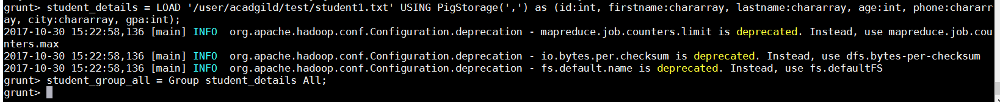 grunt> student_details = LOAD '/user/acadgild/test/student1.txt' USING PigStorage(',') as (id:int, firstname:chararray, lastname:chararray, age:int, phone:chararr
ay, city:chararray, gpa:int);
2017-10-30 15:22:58,136 [main] INFO  org.apache.hadoop.conf.Configuration.deprecation - mapreduce.job.counters.limit is deprecated. Instead, use mapreduce.job.cou
nters.max
2017-10-30 15:22:58,136 [main] INFO  org.apache.hadoop.conf.Configuration.deprecation - io.bytes.per.checksum is deprecated. Instead, use dfs.bytes-per-checksum
2017-10-30 15:22:58,136 [main] INFO  org.apache.hadoop.conf.Configuration.deprecation - fs.default.name is deprecated. Instead, use fs.defaultFS
grunt> student_group_all = Group student_details All;
grunt>